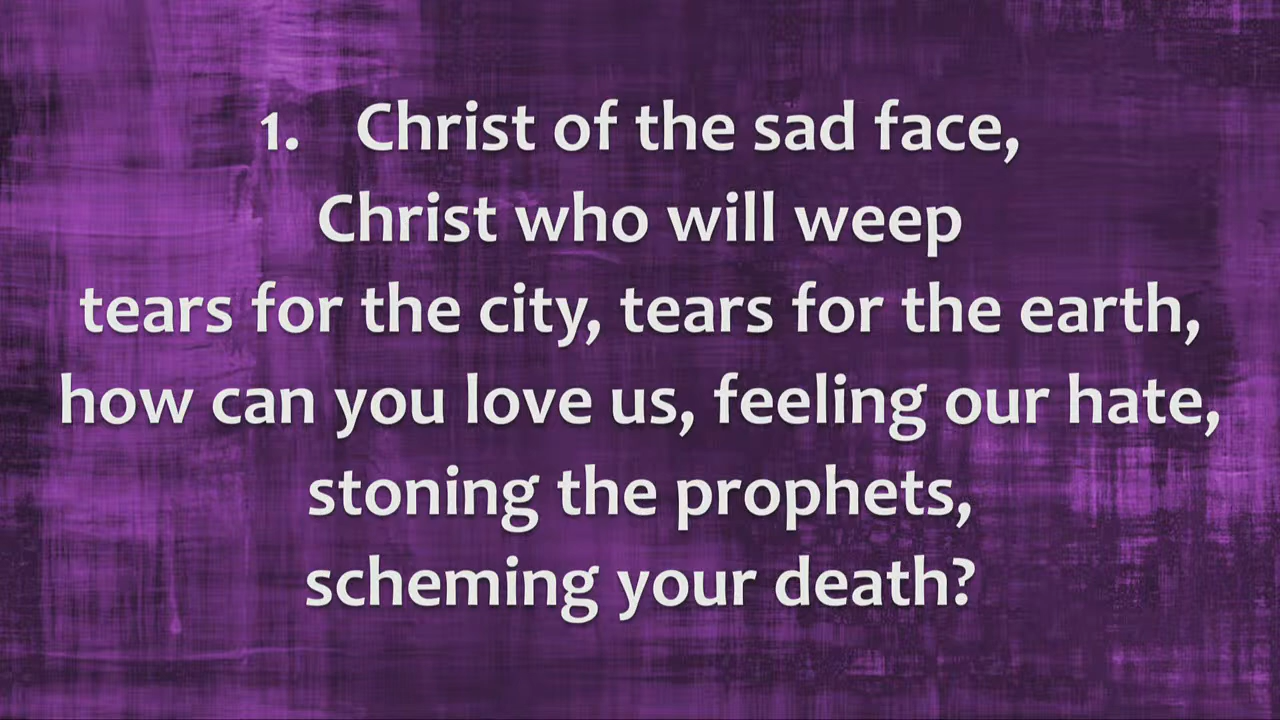 1. Christ of the sad face,
Christ who will weep
tears for the city, tears for the earth,
how can you love us, feeling our hate,
stoning the prophets,
scheming your death?